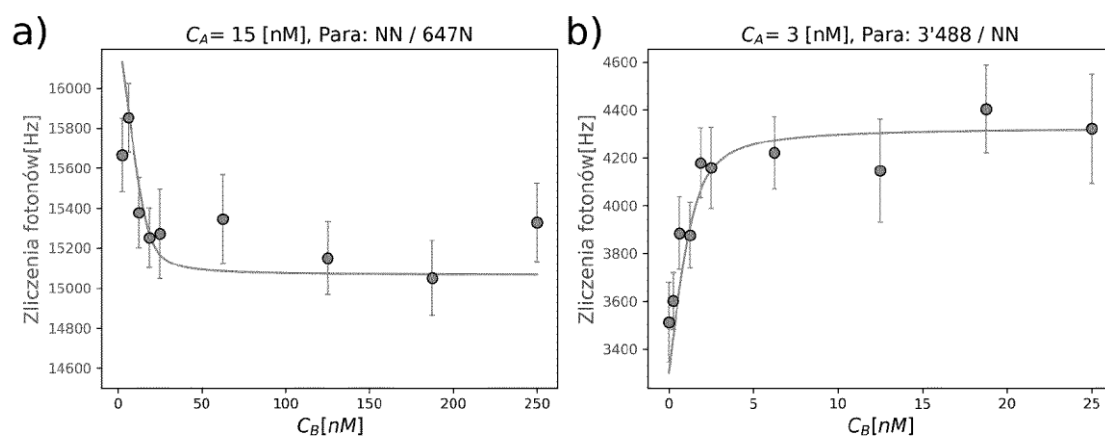 a)
C_A= 15 [nM], Para: NN / 647N
Zliczenia fotonów[Hz]
16000
15800
15600
15400
15200
15000
14800
14600
0 50 100 150 200 250
C_B[nM]
b)
C_A= 3 [nM], Para: 3'488 / NN
Zliczenia fotonów[Hz]
4600
4400
4200
4000
3800
3600
3400
0 5 10 15 20 25
C_B[nM]